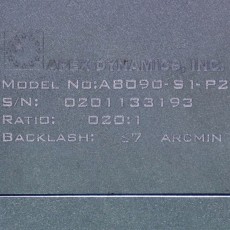 APEX DYNAMICS, INC.
MODEL NO:AB090-S1-P2
S/N: 0201133193
RATIO: 020:1
BACKLASH: ≤7 ARCMIN